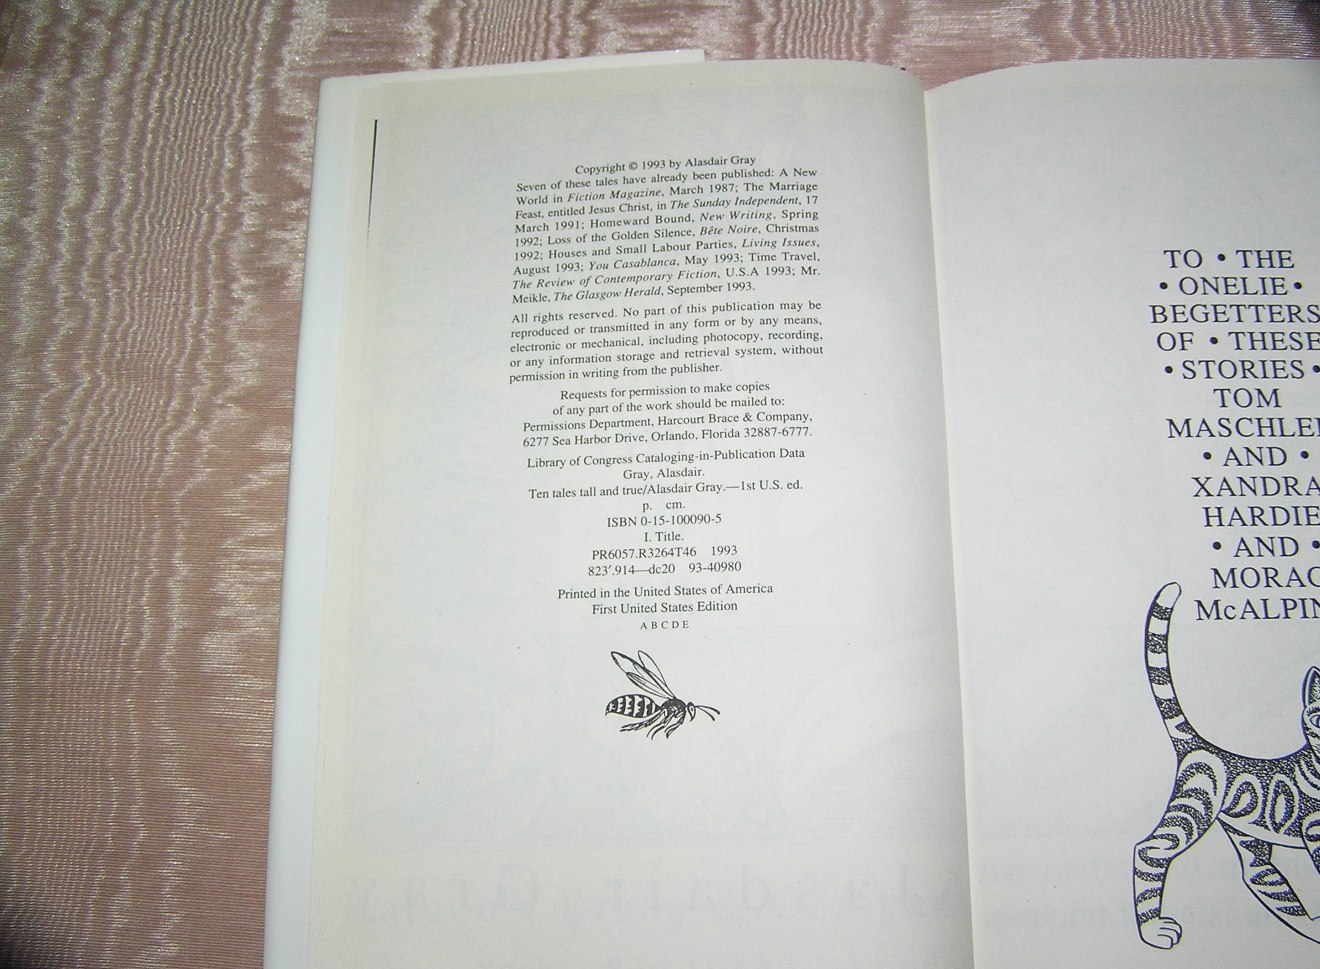 Copyright © 1993 by Alasdair Gray
Seven of these tales have already been published: A New
World in Fiction Magazine, March 1987; The Marriage
Feast, entitled Jesus Christ, in The Sunday Independent, 17
March 1991; Homeward Bound, New Writing, Spring
1992; Loss of the Golden Silence, Bête Noire, Christmas
1992; Houses and Small Labour Parties, Living Issues,
August 1993; You Casablanca, May 1993; Time Travel,
The Review of Contemporary Fiction, U.S.A 1993; Mr.
Meikle, The Glasgow Herald, September 1993.
All rights reserved. No part of this publication may be
reproduced or transmitted in any form or by any means,
electronic or mechanical, including photocopy, recording,
or any information storage and retrieval system, without
permission in writing from the publisher.
Requests for permission to make copies
of any part of the work should be mailed to:
Permissions Department, Harcourt Brace & Company,
6277 Sea Harbor Drive, Orlando, Florida 32887-6777.
Library of Congress Cataloging-in-Publication Data
Gray, Alasdair.
Ten tales tall and true/Alasdair Gray.—1st U.S. ed.
p. cm.
ISBN 0-15-100090-5
I. Title.
PR6057.R3264T46 1993
823′.914—dc20 93-40980
Printed in the United States of America
First United States Edition
A B C D E
TO • THE
• ONELIE •
BEGETTERS
OF • THESE
• STORIES •
TOM
MASCHLE
• AND •
XANDRA
HARDIE
• AND •
MORAG
McALPIN